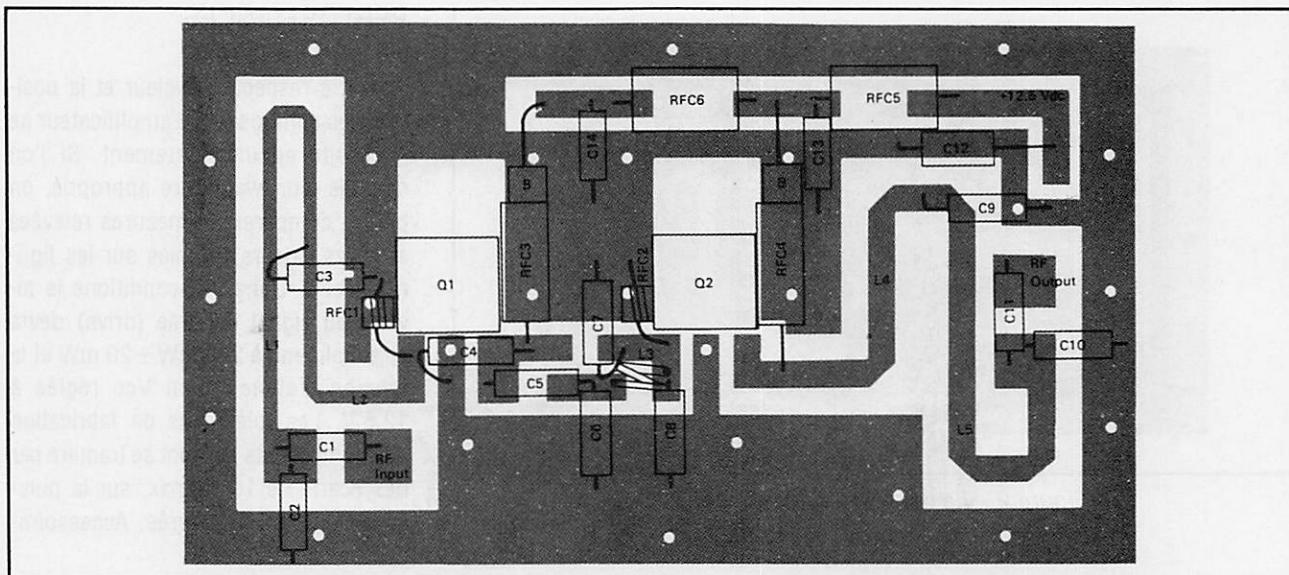 RFC6
RFC5
-12.6 Vdc
C14
C13
C12
B
B
C9
RFC3
RFC4
C3
Q1
RFC2
Q2
L4
RF
Output
C11
RFC1
C7
L1
C4
L3
C10
C5
L2
L5
C1
RF
Input
C6
C8
C2